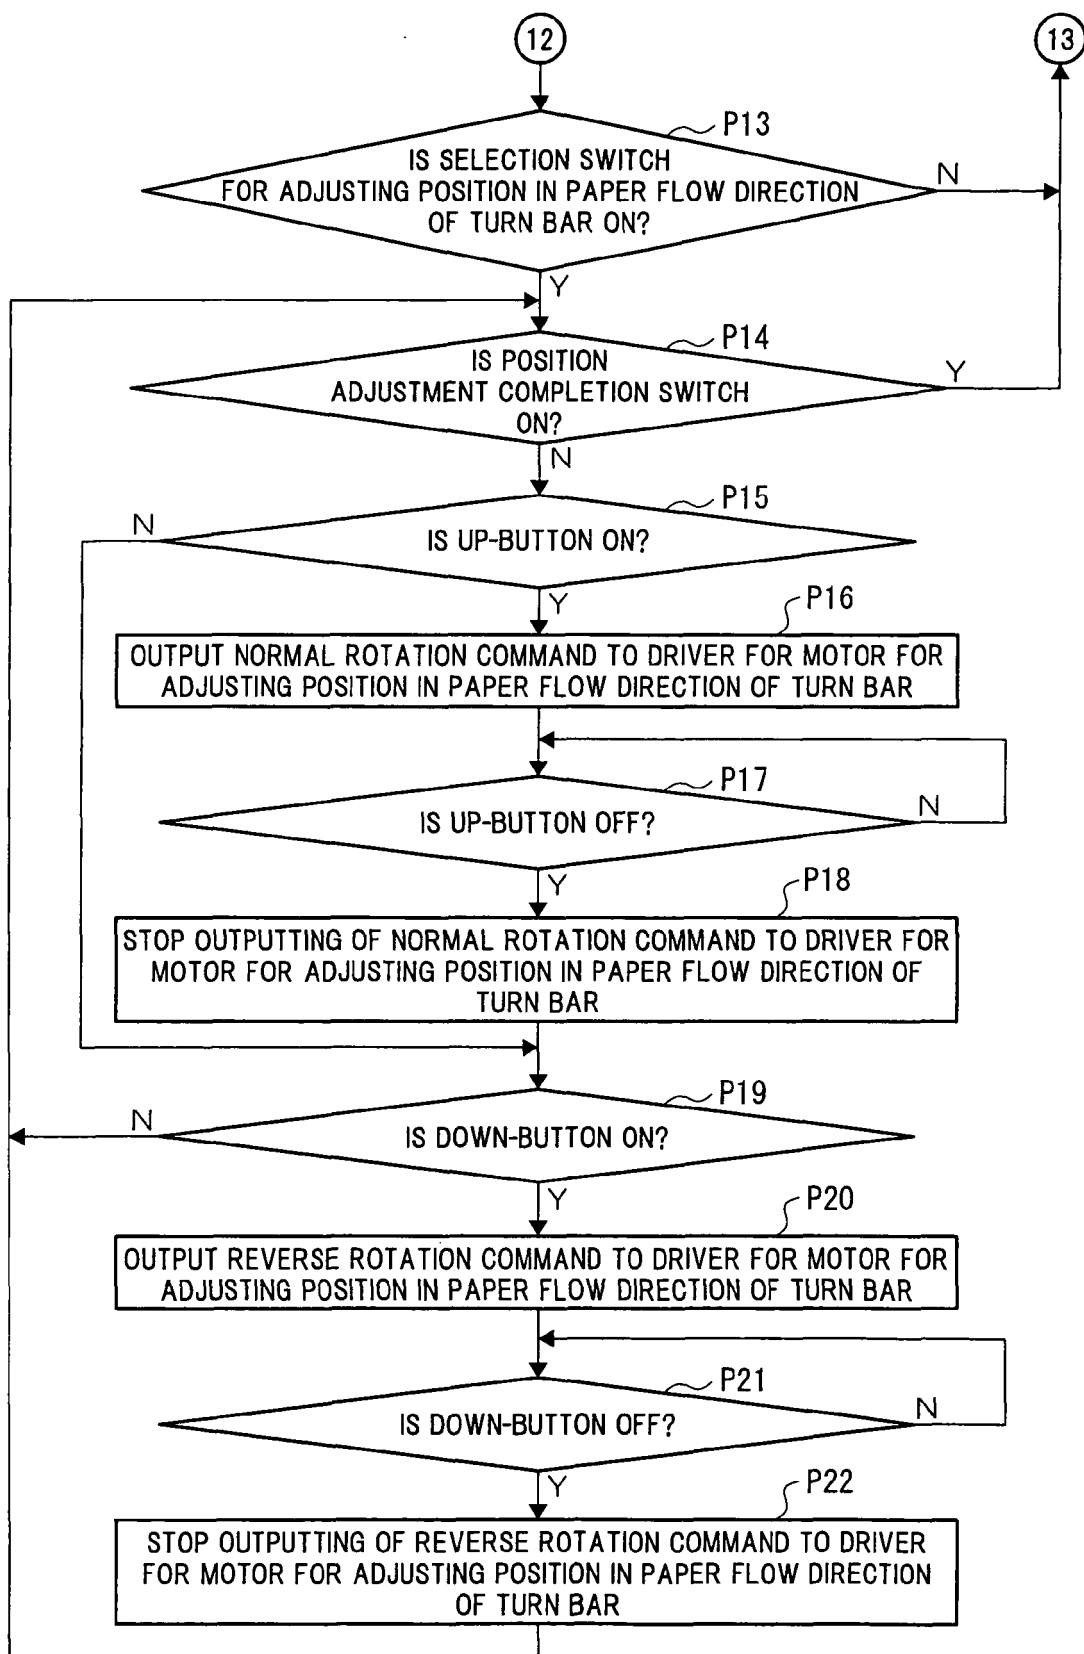 12
13
P13
IS SELECTION SWITCH
FOR ADJUSTING POSITION IN PAPER FLOW DIRECTION
OF TURN BAR ON?
N
Y
P14
IS POSITION
ADJUSTMENT COMPLETION SWITCH
ON?
Y
N
P15
N
IS UP-BUTTON ON?
Y
P16
OUTPUT NORMAL ROTATION COMMAND TO DRIVER FOR MOTOR FOR
ADJUSTING POSITION IN PAPER FLOW DIRECTION OF TURN BAR
P17
IS UP-BUTTON OFF?
N
Y
P18
STOP OUTPUTTING OF NORMAL ROTATION COMMAND TO DRIVER FOR
MOTOR FOR ADJUSTING POSITION IN PAPER FLOW DIRECTION OF
TURN BAR
P19
N
IS DOWN-BUTTON ON?
Y
P20
OUTPUT REVERSE ROTATION COMMAND TO DRIVER FOR MOTOR FOR
ADJUSTING POSITION IN PAPER FLOW DIRECTION OF TURN BAR
P21
IS DOWN-BUTTON OFF?
N
Y
P22
STOP OUTPUTTING OF REVERSE ROTATION COMMAND TO DRIVER
FOR MOTOR FOR ADJUSTING POSITION IN PAPER FLOW DIRECTION
OF TURN BAR